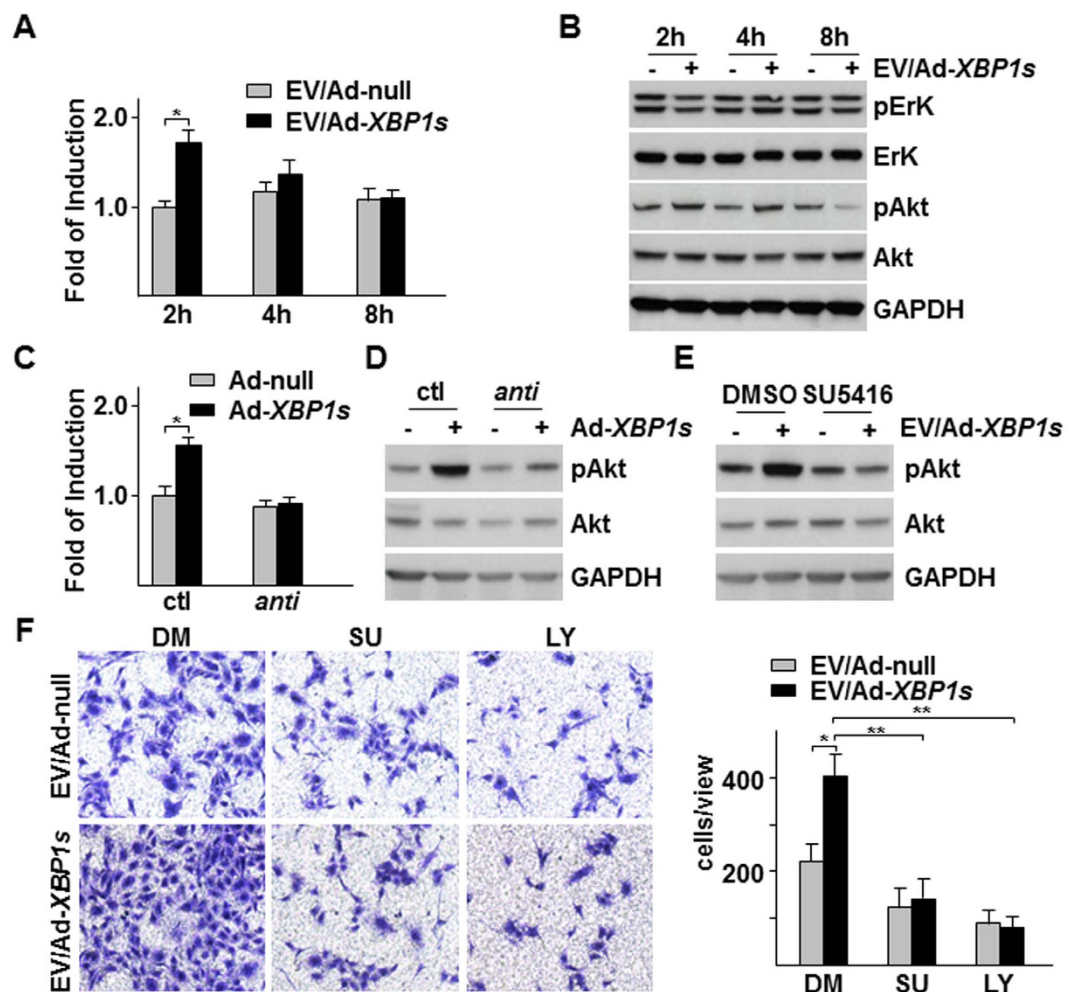 A
EV/Ad-null
EV/Ad-XBP1s
Fold of Induction
2.0
1.0
*
2h 4h 8h
B
2h 4h 8h
- + - + - + EV/Ad-XBP1s
pErK
ErK
pAkt
Akt
GAPDH
C
Ad-null
Ad-XBP1s
Fold of Induction
2.0
1.0
*
ctl anti
D
ctl anti
- + - + Ad-XBP1s
pAkt
Akt
GAPDH
E
DMSO SU5416
- + - + EV/Ad-XBP1s
pAkt
Akt
GAPDH
F
DM SU LY
EV/Ad-null
EV/Ad-XBP1s
EV/Ad-null
EV/Ad-XBP1s
**
* **
cells/view
400
200
DM SU LY